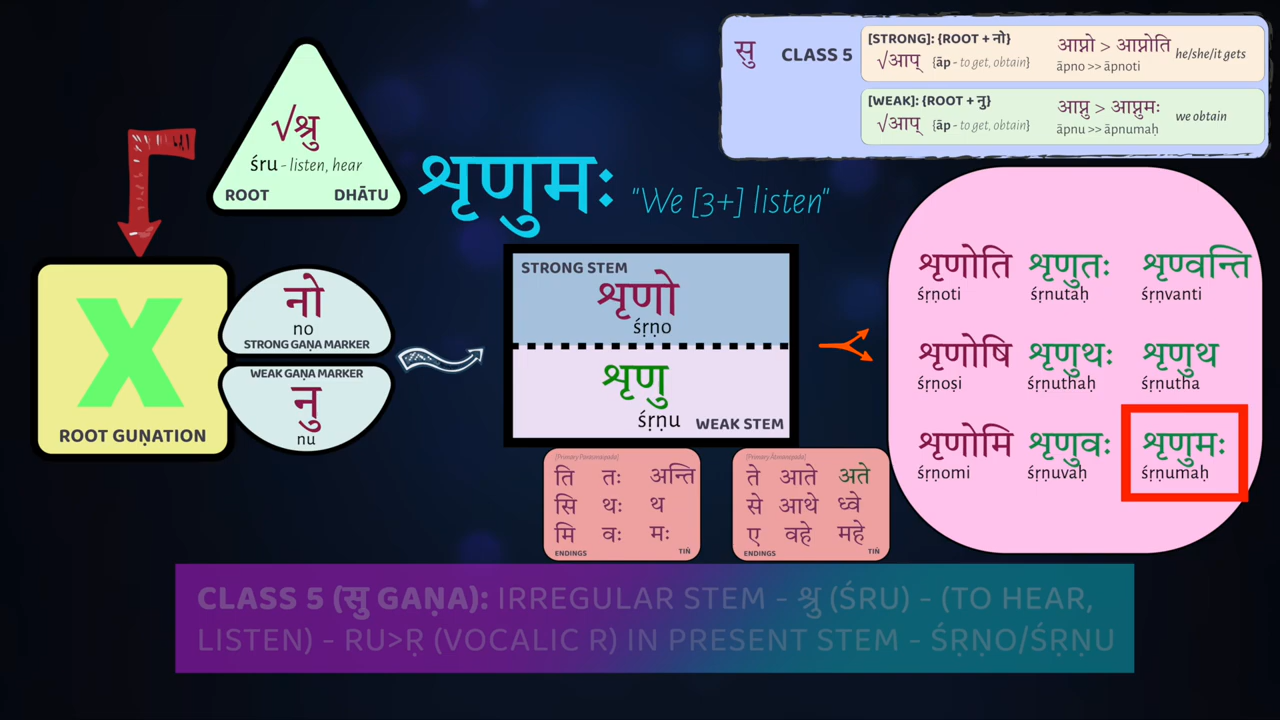 सु CLASS 5
[STRONG]: {ROOT + नो}
√आप् {āp - to get, obtain}
आप्नो > आप्नोति he/she/it gets
āpno >> āpnoti
[WEAK]: {ROOT + नु}
√आप् {āp - to get, obtain}
आप्नु > आप्नुमः we obtain
āpnu >> āpnumaḥ
√श्रु
śru - listen, hear
ROOT DHĀTU
शृणुमः "We [3+] listen"
X
ROOT GUṆATION
नो
no
STRONG GAṆA MARKER
WEAK GAṆA MARKER
नु
nu
STRONG STEM
शृणो
śṛṇo
शृणु
śṛṇu WEAK STEM
शृणोति शृणुतः शृण्वन्ति
śṛṇoti śṛṇutaḥ śṛṇvanti
शृणोषि शृणुथः शृणुथ
śṛṇoṣi śṛṇuthaḥ śṛṇutha
शृणोमि शृणुवः शृणुमः
śṛṇomi śṛṇuvaḥ śṛṇumaḥ
[Primary Parasmaipada]
ति तः अन्ति
सि थः थ
मि वः मः
ENDINGS TIṄ
[Primary Ātmanepada]
ते आते अते
से आथे ध्वे
ए वहे महे
ENDINGS TIṄ
CLASS 5 (सु GAṆA): IRREGULAR STEM - श्रु (ŚRU) - (TO HEAR,
LISTEN) - RU>Ṛ (VOCALIC R) IN PRESENT STEM - ŚṚṆO/ŚṚṆU